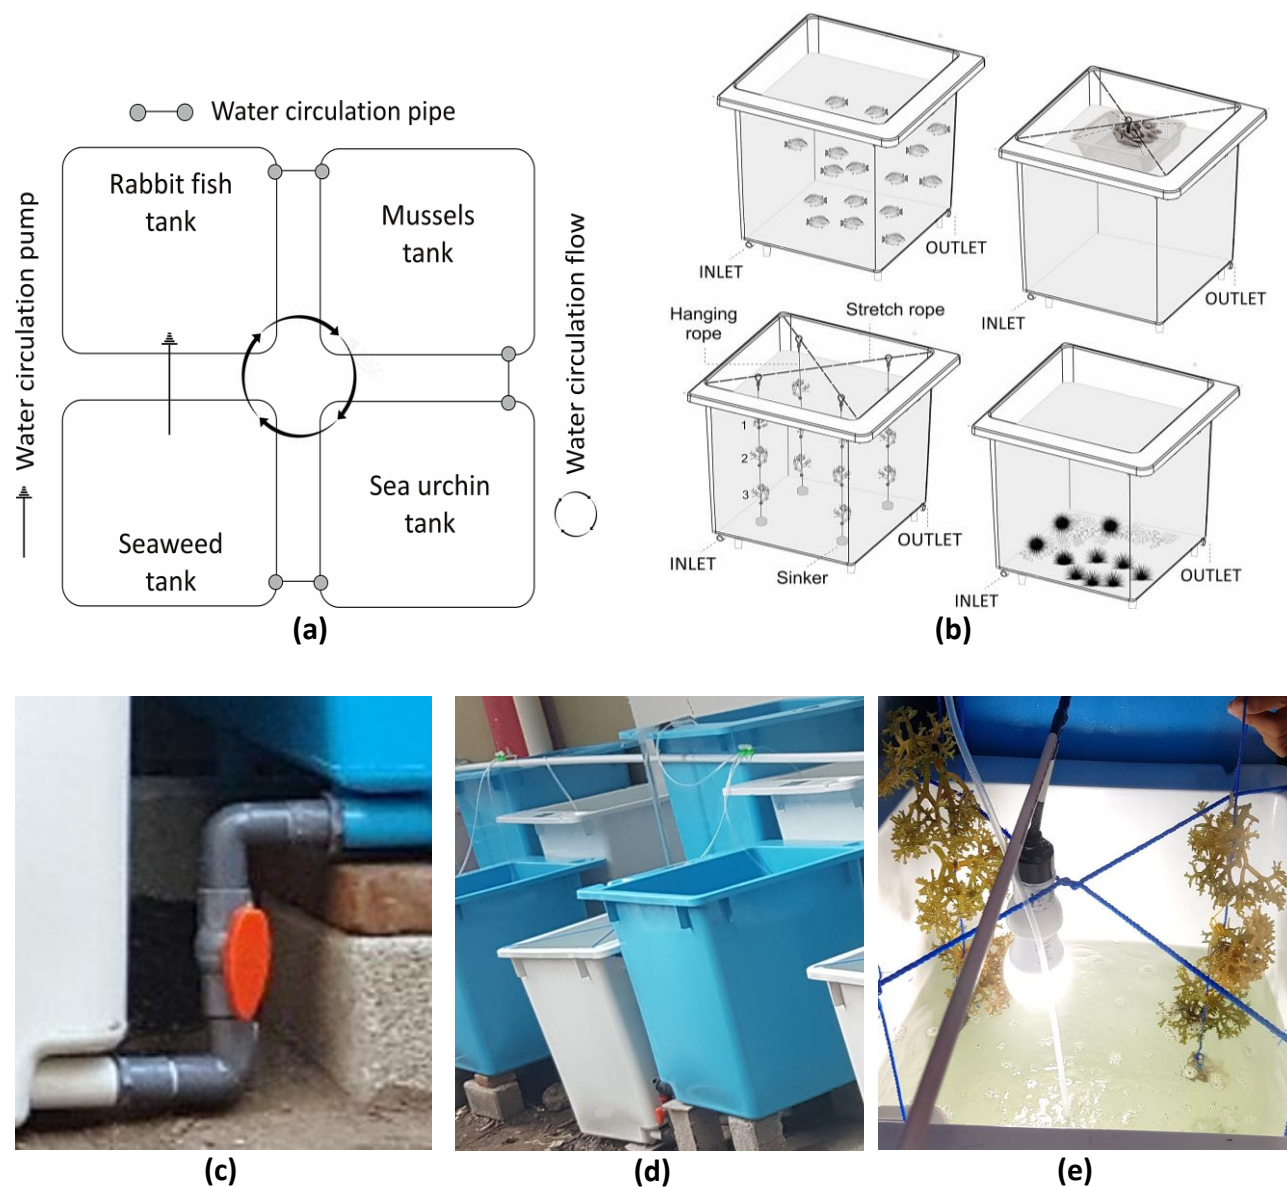 Water circulation pipe
Rabbit fish
tank
Mussels
tank
Water circulation pump
Water circulation flow
Seaweed
tank
Sea urchin
tank
(a)
INLET
OUTLET
INLET
OUTLET
Hanging
rope
Stretch rope
1
2
3
INLET
Sinker
OUTLET
INLET
OUTLET
(b)
(c)
(d)
(e)